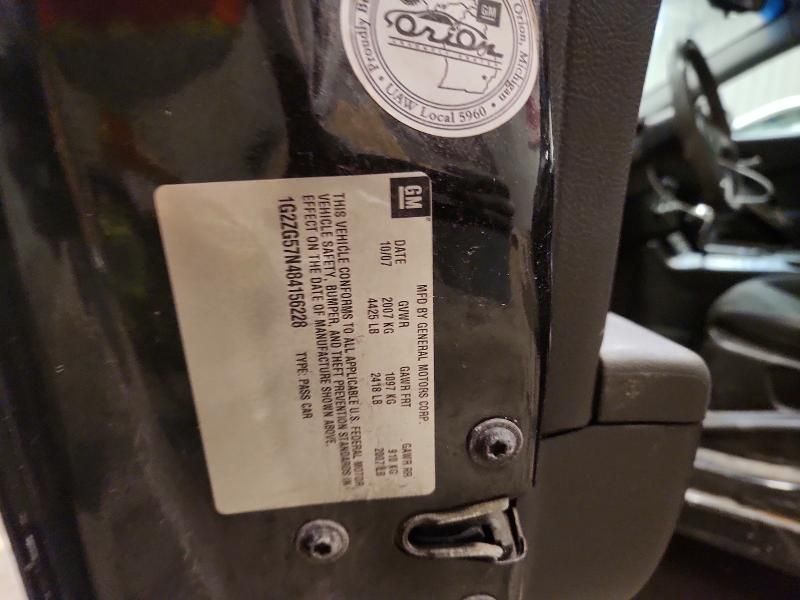 GM
Orion
Proudly
Orion, Michigan
UAW Local 5960
GM
MFD BY GENERAL MOTORS CORP.
DATE GVWR GAWR FRT GAWR RR
10/07 2007 KG 1097 KG 910 KG
4425 LB 2418 LB 2007 LB
THIS VEHICLE CONFORMS TO ALL APPLICABLE U.S. FEDERAL MOTOR
VEHICLE SAFETY, BUMPER, AND THEFT PREVENTION STANDARDS IN
EFFECT ON THE DATE OF MANUFACTURE SHOWN ABOVE.
1G2ZG57N484156228 TYPE: PASS CAR